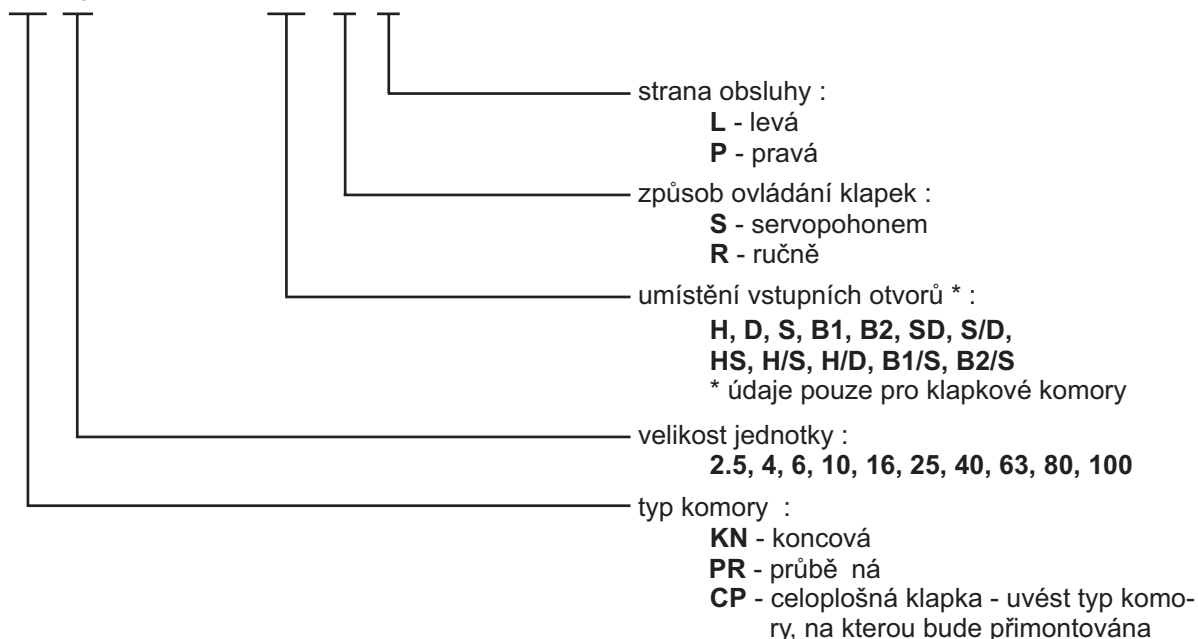 strana obsluhy :
L - levá
P - pravá
způsob ovládání klapek :
S - servopohonem
R - ručně
umístění vstupních otvorů * :
H, D, S, B1, B2, SD, S/D,
HS, H/S, H/D, B1/S, B2/S
* údaje pouze pro klapkové komory
velikost jednotky :
2.5, 4, 6, 10, 16, 25, 40, 63, 80, 100
typ komory :
KN - koncová
PR - průbě ná
CP - celoplošná klapka - uvést typ komo-
ry, na kterou bude přimontována